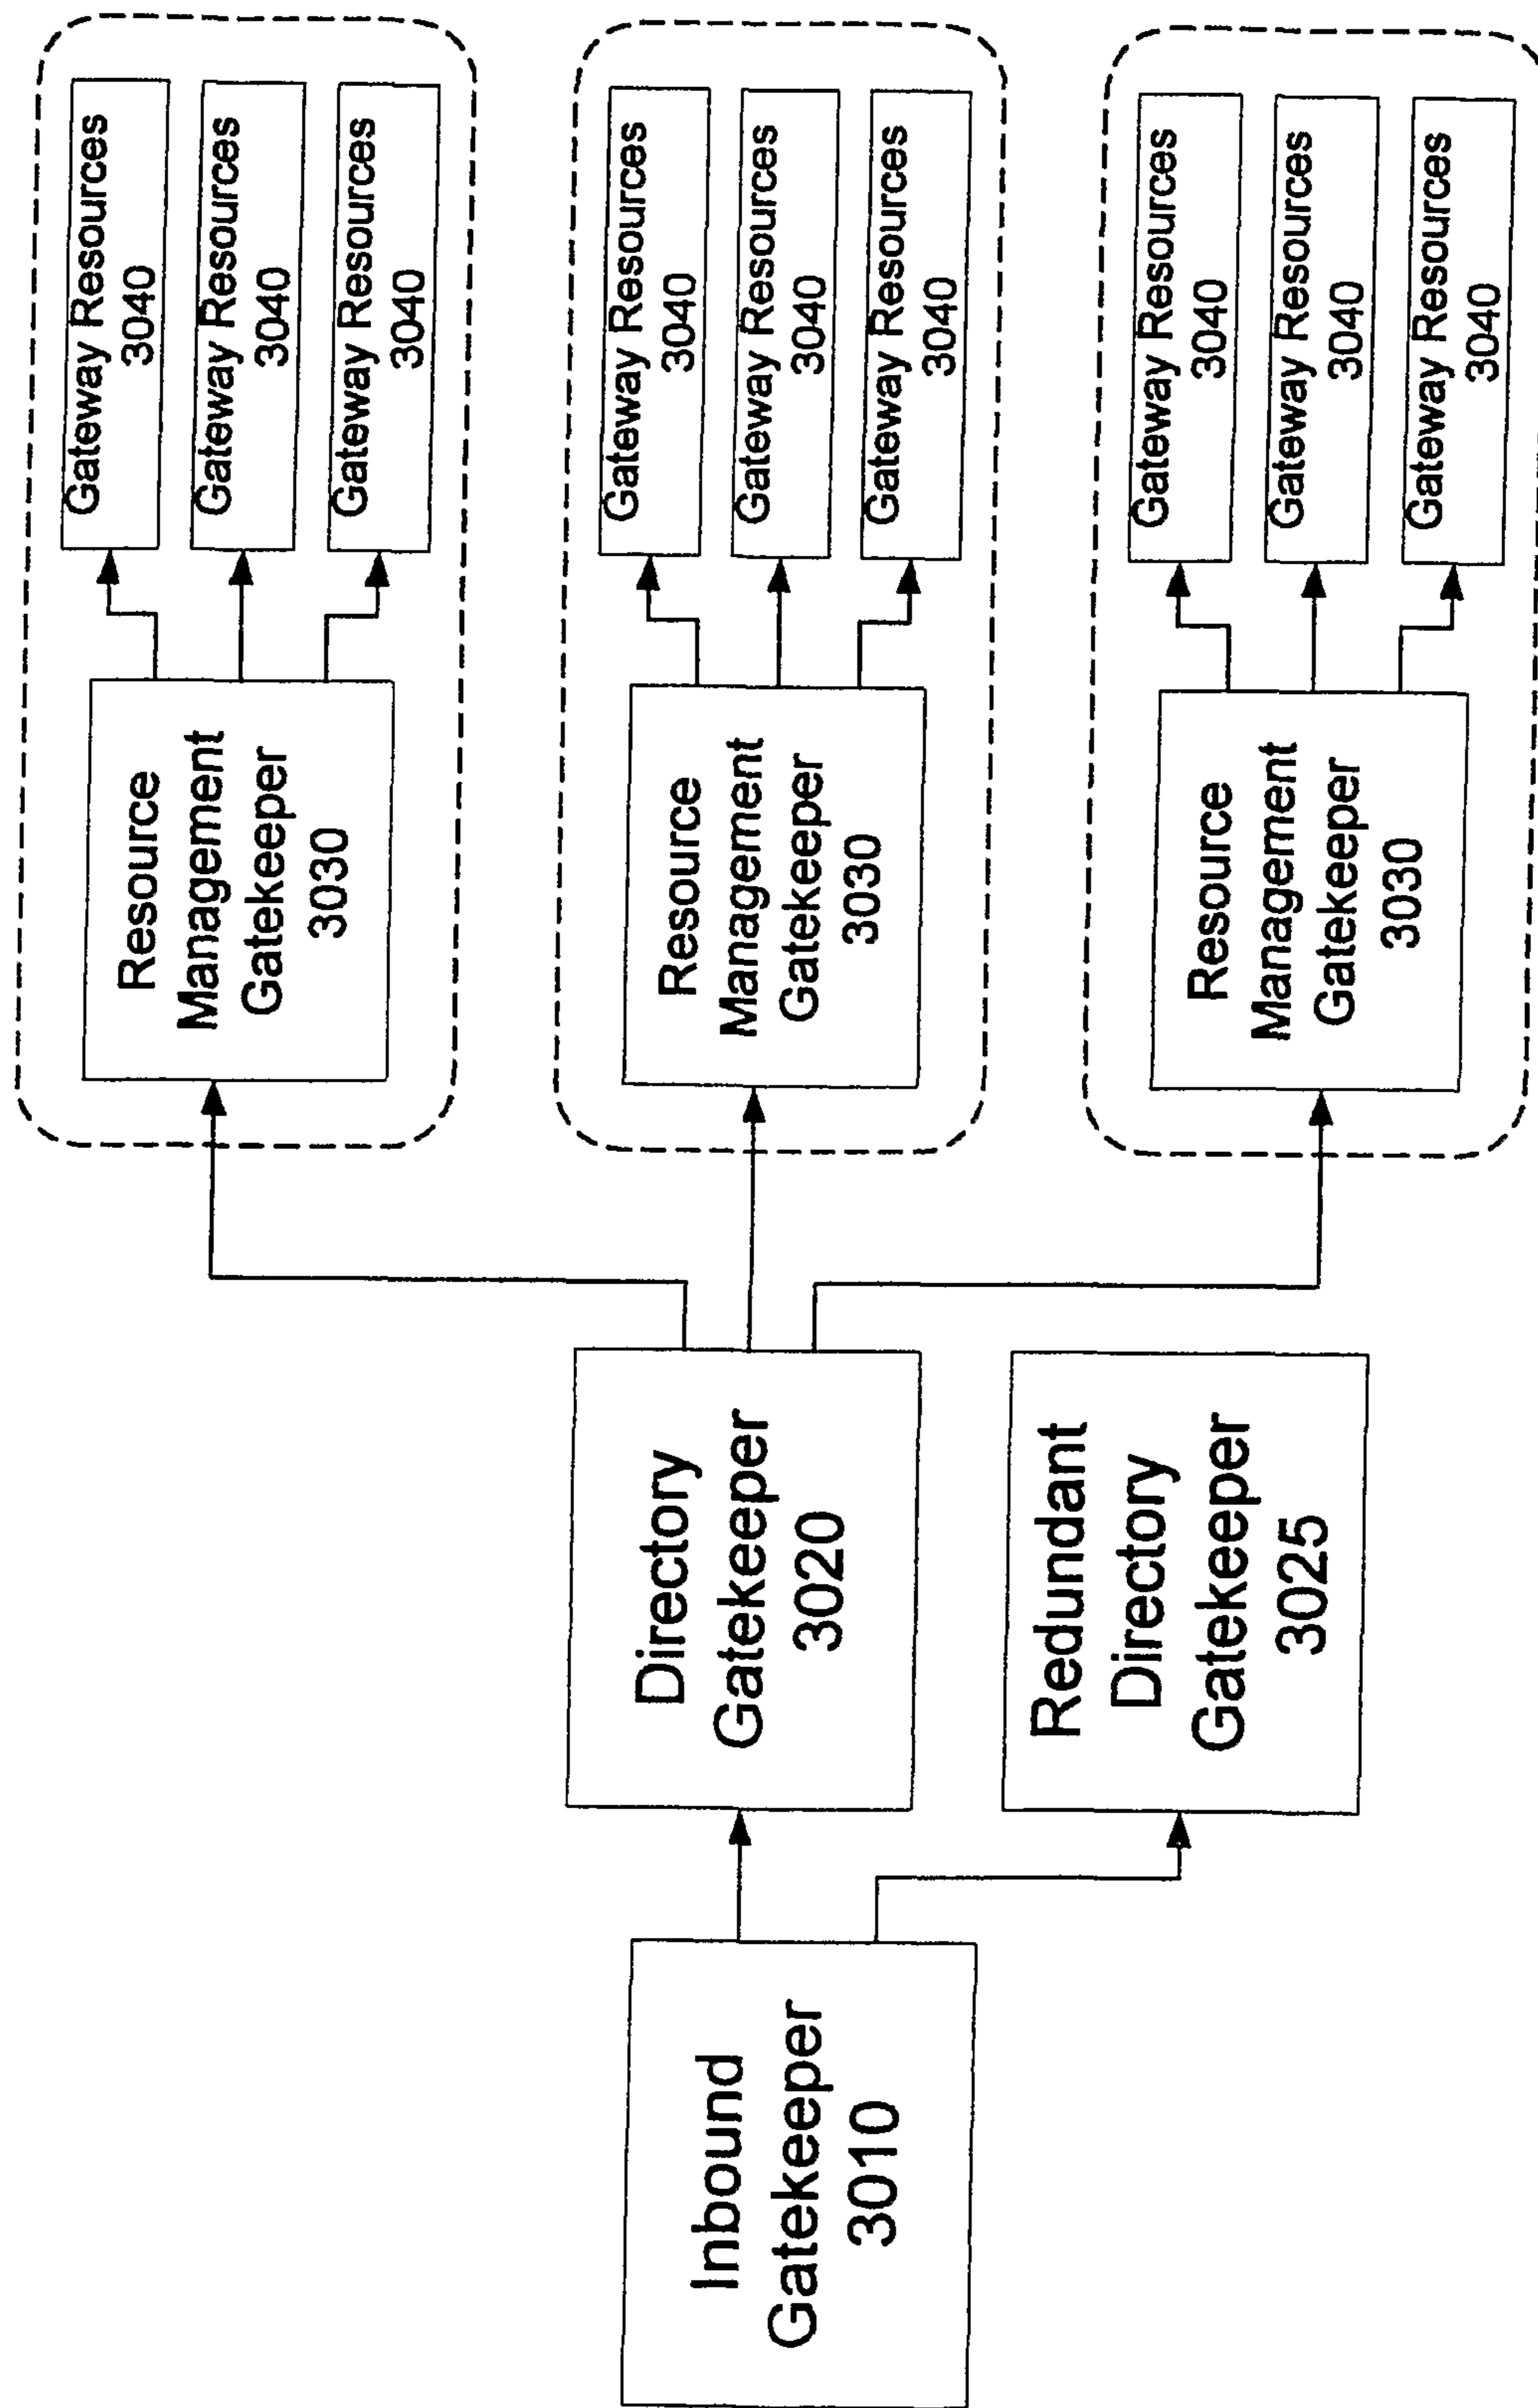 Inbound
Gatekeeper
3010
Directory
Gatekeeper
3020
Redundant
Directory
Gatekeeper
3025
Resource
Management
Gatekeeper
3030
Gateway Resources
3040
Gateway Resources
3040
Gateway Resources
3040
Resource
Management
Gatekeeper
3030
Gateway Resources
3040
Gateway Resources
3040
Gateway Resources
3040
Resource
Management
Gatekeeper
3030
Gateway Resources
3040
Gateway Resources
3040
Gateway Resources
3040